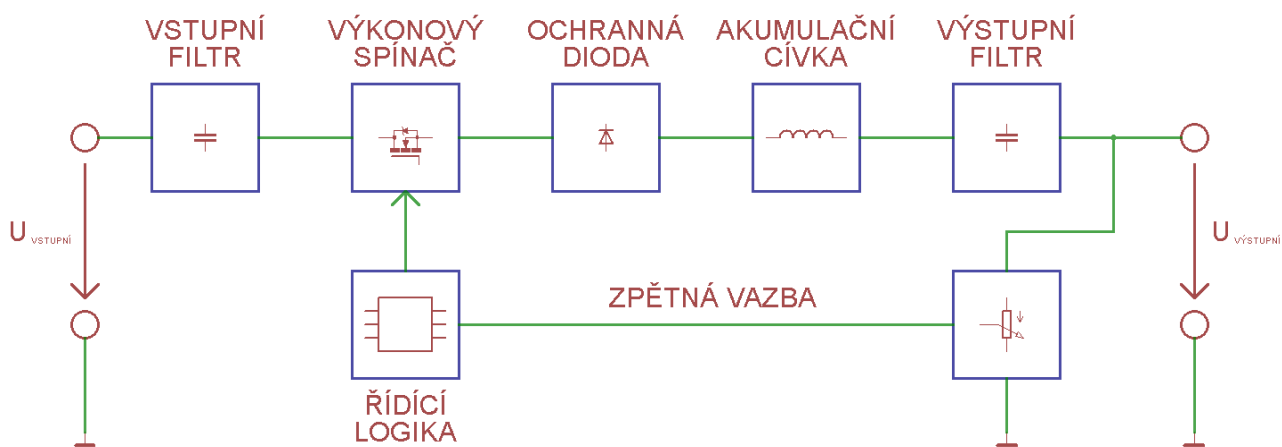 VSTUPNÍ
FILTR
VÝKONOVÝ
SPÍNAČ
OCHRANNÁ
DIODA
AKUMULAČNÍ
CÍVKA
VÝSTUPNÍ
FILTR
U VSTUPNÍ
U VÝSTUPNÍ
ZPĚTNÁ VAZBA
ŘÍDÍCÍ
LOGIKA